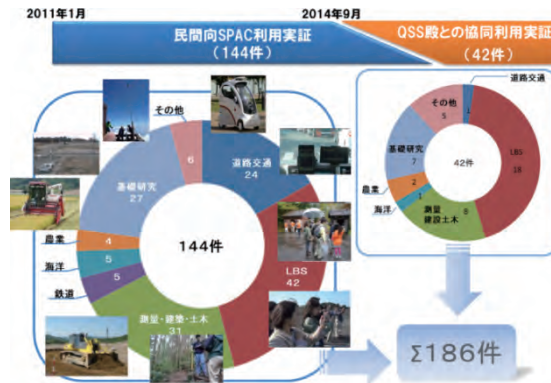 2011年1月
2014年9月
民間向SPAC利用実証
(144件)
QSS殿との協同利用実証
(42件)
その他
6
道路交通
24
基礎研究
27
農業
4
海洋
5
鉄道
5
144件
LBS
42
測量・建築・土木
31
道路交通
1
その他
5
基礎研究
7
農業
2
海洋
1
測量
建設土木
8
LBS
18
42件
Σ186件